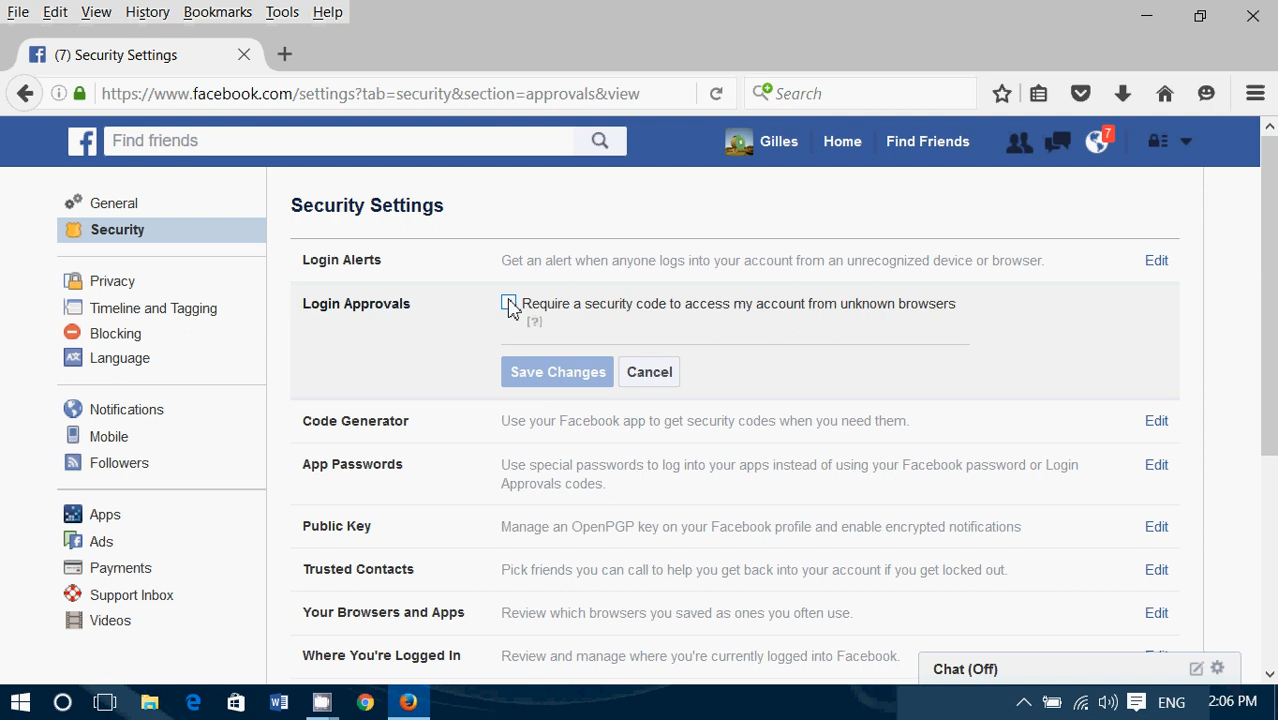 File Edit View History Bookmarks Tools Help
(7) Security Settings
https://www.facebook.com/settings?tab=security&section=approvals&view
Search
Find friends
Gilles Home Find Friends 7
General
Security
Privacy
Timeline and Tagging
Blocking
Language
Notifications
Mobile
Followers
Apps
Ads
Payments
Support Inbox
Videos
Security Settings
Login Alerts Get an alert when anyone logs into your account from an unrecognized device or browser. Edit
Login Approvals Require a security code to access my account from unknown browsers
[?]
Save Changes Cancel
Code Generator Use your Facebook app to get security codes when you need them. Edit
App Passwords Use special passwords to log into your apps instead of using your Facebook password or Login Edit
Approvals codes.
Public Key Manage an OpenPGP key on your Facebook profile and enable encrypted notifications Edit
Trusted Contacts Pick friends you can call to help you get back into your account if you get locked out. Edit
Your Browsers and Apps Review which browsers you saved as ones you often use. Edit
Where You're Logged In Review and manage where you're currently logged into Facebook.
Chat (Off)
ENG 2:06 PM